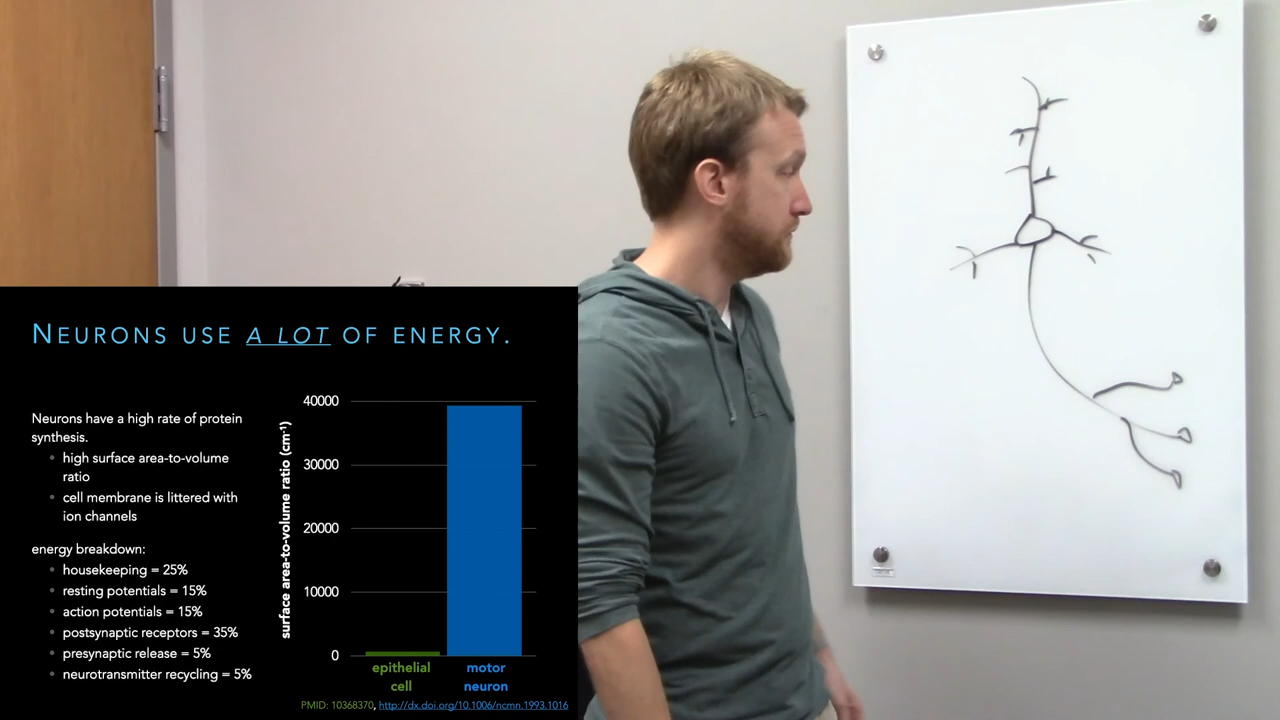 NEURONS USE A LOT OF ENERGY.
Neurons have a high rate of protein
synthesis.
high surface area-to-volume
ratio
cell membrane is littered with
ion channels
energy breakdown:
housekeeping = 25%
resting potentials = 15%
action potentials = 15%
postsynaptic receptors = 35%
presynaptic release = 5%
neurotransmitter recycling = 5%
surface area-to-volume ratio (cm-1)
40000
30000
20000
10000
0
epithelial
cell
motor
neuron
PMID: 10368370, http://dx.doi.org/10.1006/ncmn.1993.1016